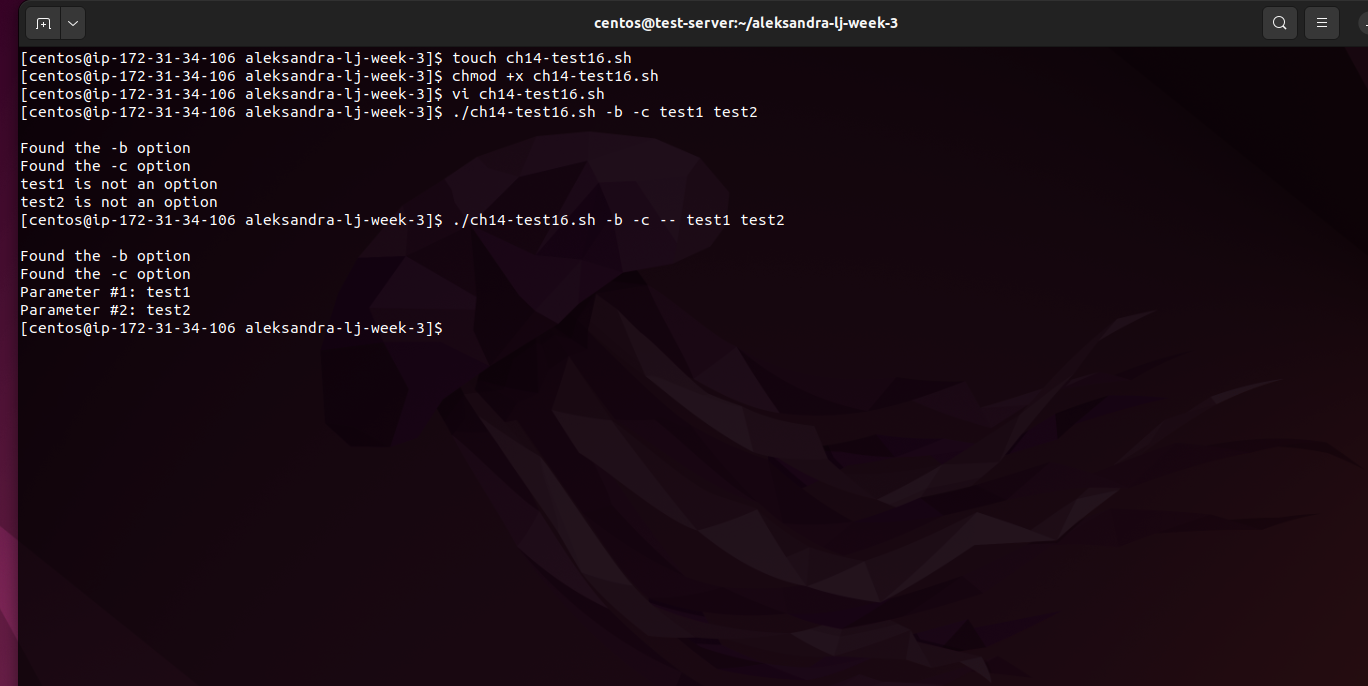 centos@test-server:~/aleksandra-lj-week-3
[centos@ip-172-31-34-106 aleksandra-lj-week-3]$ touch ch14-test16.sh
[centos@ip-172-31-34-106 aleksandra-lj-week-3]$ chmod +x ch14-test16.sh
[centos@ip-172-31-34-106 aleksandra-lj-week-3]$ vi ch14-test16.sh
[centos@ip-172-31-34-106 aleksandra-lj-week-3]$ ./ch14-test16.sh -b -c test1 test2
Found the -b option
Found the -c option
test1 is not an option
test2 is not an option
[centos@ip-172-31-34-106 aleksandra-lj-week-3]$ ./ch14-test16.sh -b -c -- test1 test2
Found the -b option
Found the -c option
Parameter #1: test1
Parameter #2: test2
[centos@ip-172-31-34-106 aleksandra-lj-week-3]$